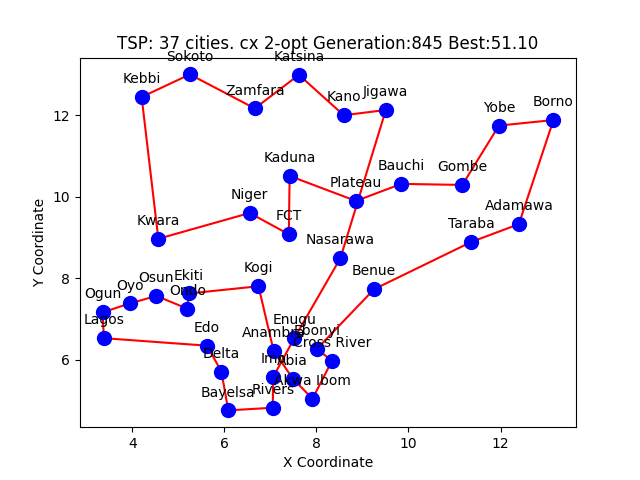 TSP: 37 cities. cx 2-opt Generation:845 Best:51.10
Sokoto
Katsina
Kebbi
Zamfara
Kano
Jigawa
Yobe
Borno
12
Kaduna
Bauchi
Gombe
Plateau
10
Niger
Adamawa
Kwara
FCT
Taraba
Nasarawa
Y Coordinate
8
Kogi
Benue
Ekiti
Osun
Oyo
Ondo
Ogun
Lagos
Enugu
Edo
Anambra
Ebonyi
Cross River
6
Delta
Imo
Abia
Akwa Ibom
Bayelsa
Rivers
4 6 8 10 12
X Coordinate